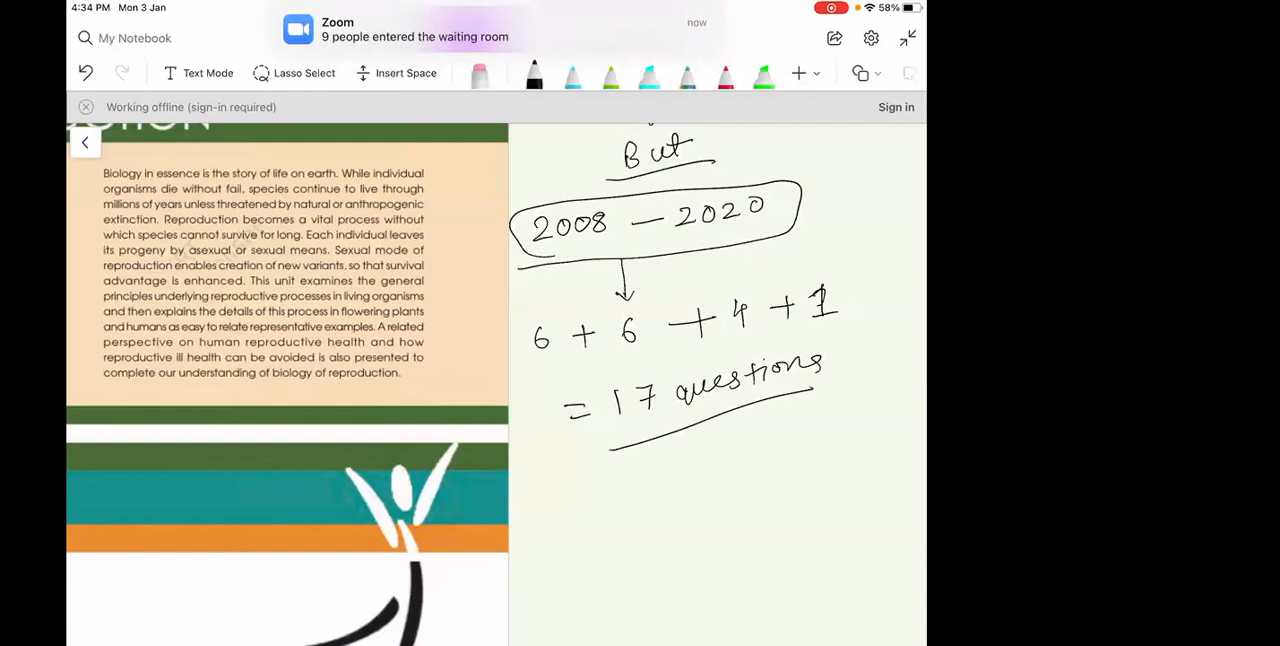 4:34 PM Mon 3 Jan
58%
Zoom
now
9 people entered the waiting room
My Notebook
Text Mode
Lasso Select
Insert Space
Working offline (sign-in required)
Sign in
Biology in essence is the story of life on earth. While individual
organisms die without fail, species continue to live through
millions of years unless threatened by natural or anthropogenic
extinction. Reproduction becomes a vital process without
which species cannot survive for long. Each individual leaves
its progeny by asexual or sexual means. Sexual mode of
reproduction enables creation of new variants, so that survival
advantage is enhanced. This unit examines the general
principles underlying reproductive processes in living organisms
and then explains the details of this process in flowering plants
and humans as easy to relate representative examples. A related
perspective on human reproductive health and how
reproductive ill health can be avoided is also presented to
complete our understanding of biology of reproduction.
But
2008 — 2020
6 + 6 + 4 + 1
= 17 questions